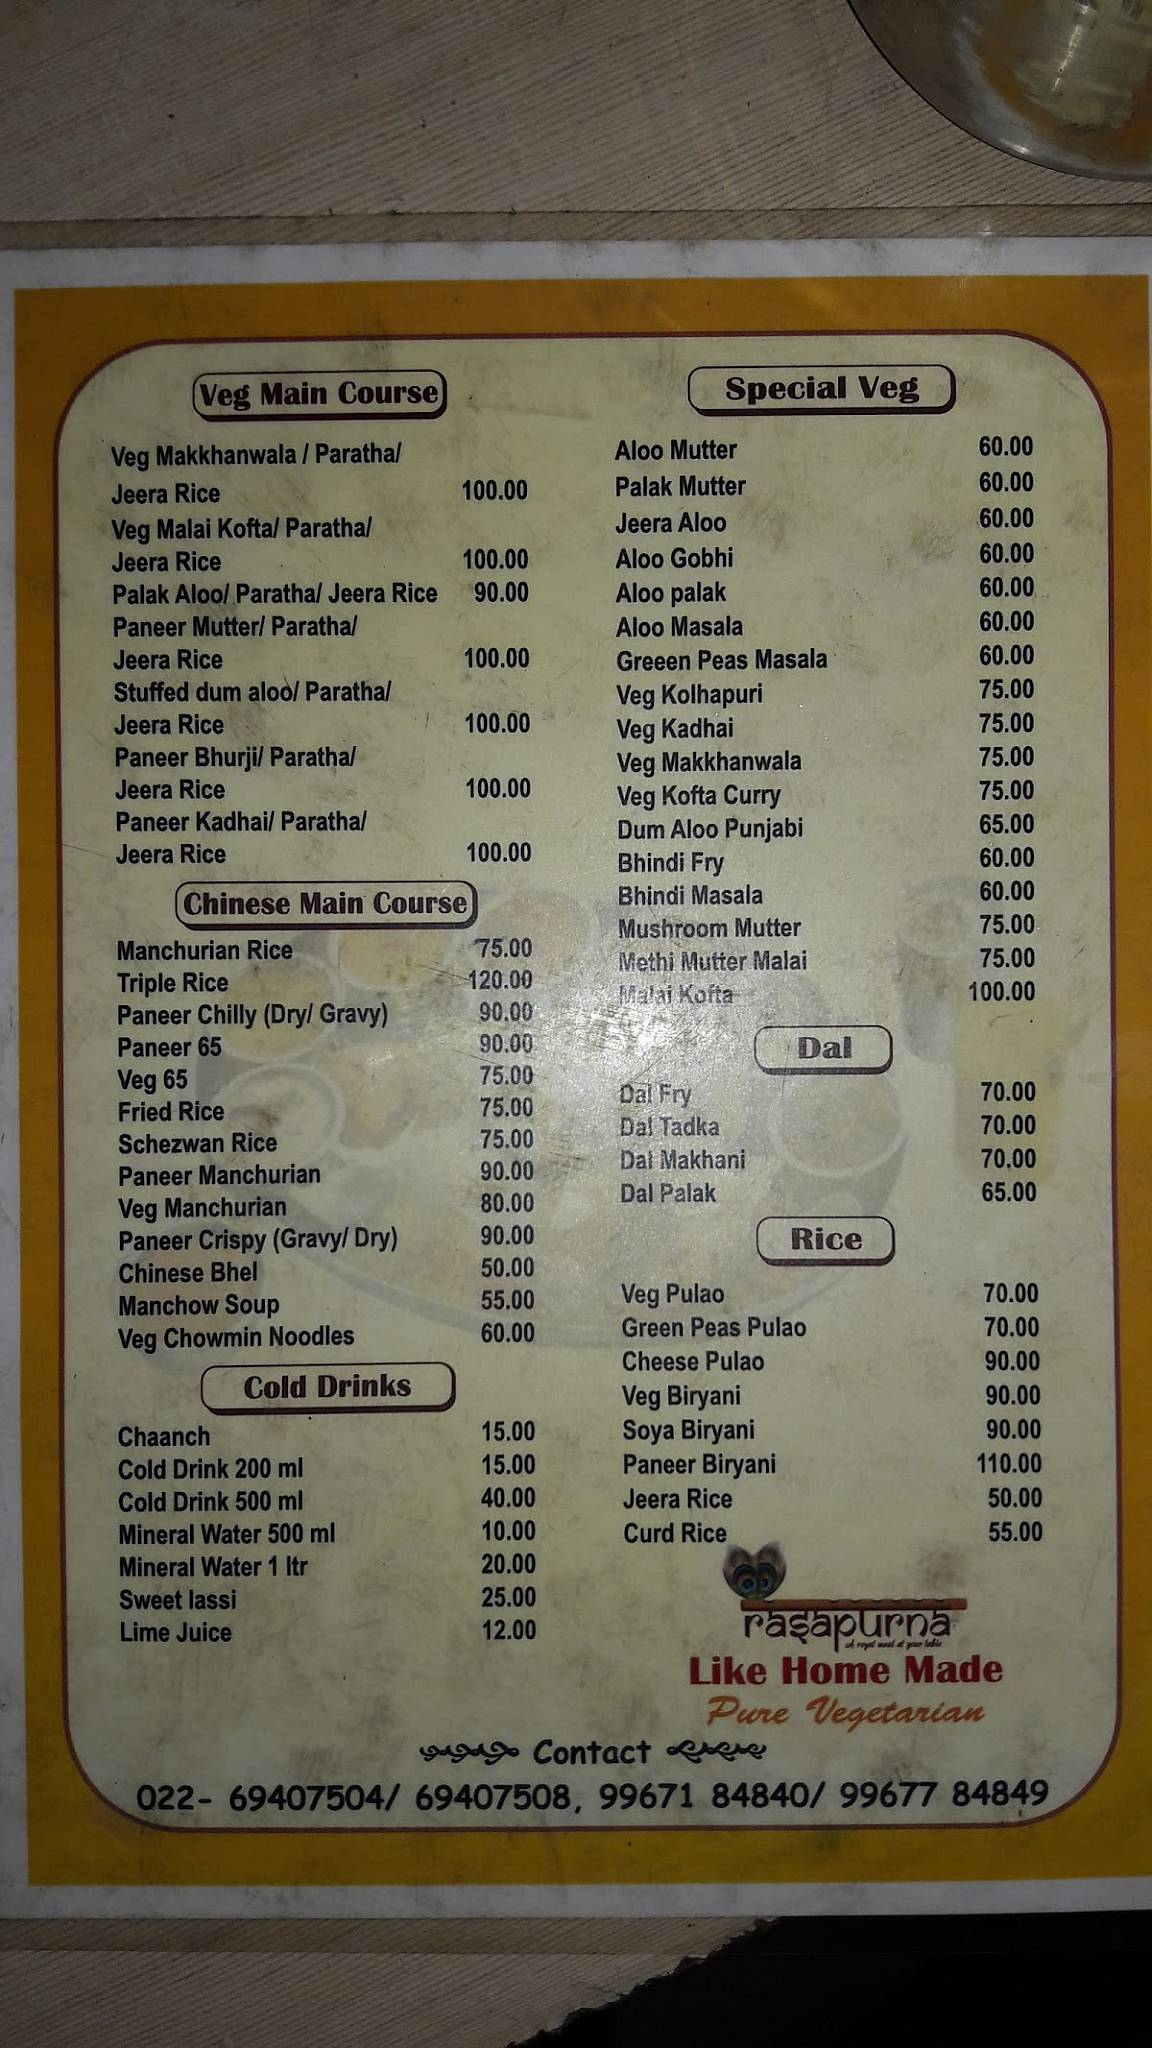 Veg Main Course
Veg Makkhanwala / Paratha/
Jeera Rice 100.00
Veg Malai Kofta/ Paratha/
Jeera Rice 100.00
Palak Aloo/ Paratha/ Jeera Rice 90.00
Paneer Mutter/ Paratha/
Jeera Rice 100.00
Stuffed dum aloo/ Paratha/
Jeera Rice 100.00
Paneer Bhurji/ Paratha/
Jeera Rice 100.00
Paneer Kadhai/ Paratha/
Jeera Rice 100.00
Chinese Main Course
Manchurian Rice 75.00
Triple Rice 120.00
Paneer Chilly (Dry/ Gravy) 90.00
Paneer 65 90.00
Veg 65 75.00
Fried Rice 75.00
Schezwan Rice 75.00
Paneer Manchurian 90.00
Veg Manchurian 80.00
Paneer Crispy (Gravy/ Dry) 90.00
Chinese Bhel 50.00
Manchow Soup 55.00
Veg Chowmin Noodles 60.00
Cold Drinks
Chaanch 15.00
Cold Drink 200 ml 15.00
Cold Drink 500 ml 40.00
Mineral Water 500 ml 10.00
Mineral Water 1 ltr 20.00
Sweet lassi 25.00
Lime Juice 12.00
Special Veg
Aloo Mutter 60.00
Palak Mutter 60.00
Jeera Aloo 60.00
Aloo Gobhi 60.00
Aloo palak 60.00
Aloo Masala 60.00
Greeen Peas Masala 60.00
Veg Kolhapuri 75.00
Veg Kadhai 75.00
Veg Makkhanwala 75.00
Veg Kofta Curry 75.00
Dum Aloo Punjabi 65.00
Bhindi Fry 60.00
Bhindi Masala 60.00
Mushroom Mutter 75.00
Methi Mutter Malai 75.00
Malai Kofta 100.00
Dal
Dal Fry 70.00
Dal Tadka 70.00
Dal Makhani 70.00
Dal Palak 65.00
Rice
Veg Pulao 70.00
Green Peas Pulao 70.00
Cheese Pulao 90.00
Veg Biryani 90.00
Soya Biryani 90.00
Paneer Biryani 110.00
Jeera Rice 50.00
Curd Rice 55.00
rasapurna
A royal meal at your table
Like Home Made
Pure Vegetarian
Contact
022- 69407504/ 69407508, 99671 84840/ 99677 84849